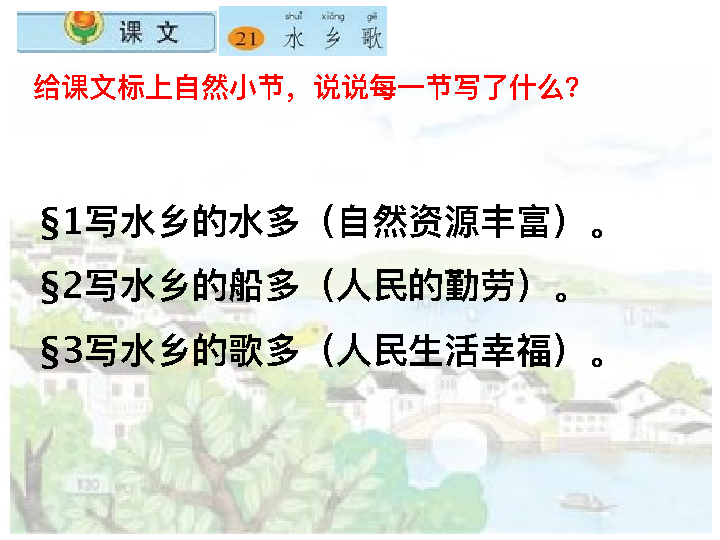 课文
shuǐ xiāng gē
21 水乡歌
给课文标上自然小节，说说每一节写了什么？
§1写水乡的水多（自然资源丰富）。
§2写水乡的船多（人民的勤劳）。
§3写水乡的歌多（人民生活幸福）。
130